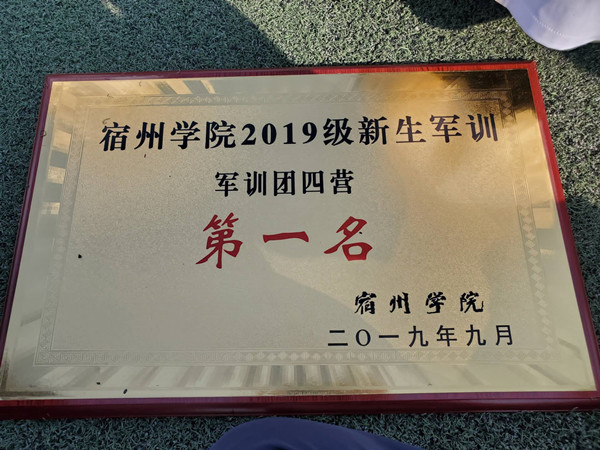 宿州学院2019级新生军训
军训团四营
第一名
宿州学院
二〇一九年九月